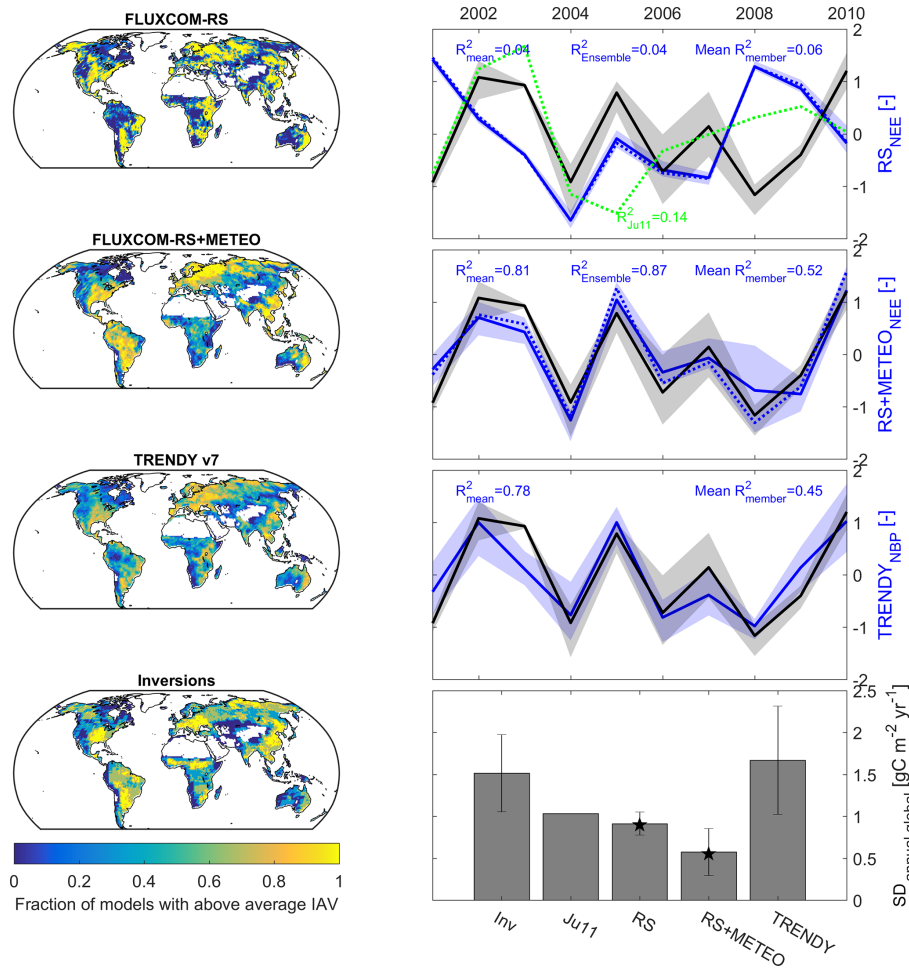 FLUXCOM-RS
FLUXCOM-RS+METEO
TRENDY v7
Inversions
0 0.2 0.4 0.6 0.8 1
Fraction of models with above average IAV
2002 2004 2006 2008 2010
R²mean=0.04 R²Ensemble=0.04 Mean R²member=0.06
R²Ju11=0.14
2
1
0
-1
-2
RS_NEE [-]
R²mean=0.81 R²Ensemble=0.87 Mean R²member=0.52
2
1
0
-1
-2
RS+METEO_NEE [-]
R²mean=0.78 Mean R²member=0.45
2
1
0
-1
-2
TRENDY_NBP [-]
2.5
2
1.5
1
0.5
0
SD_annual global [gC m⁻² yr⁻¹]
Inv Ju11 RS RS+METEO TRENDY